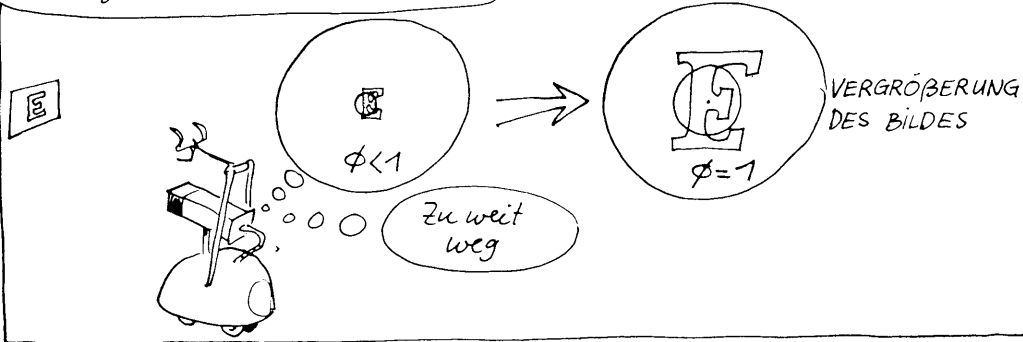 E
E
Φ<1
E
Φ=1
VERGRÖßERUNG
DES BILDES
Zu weit
weg